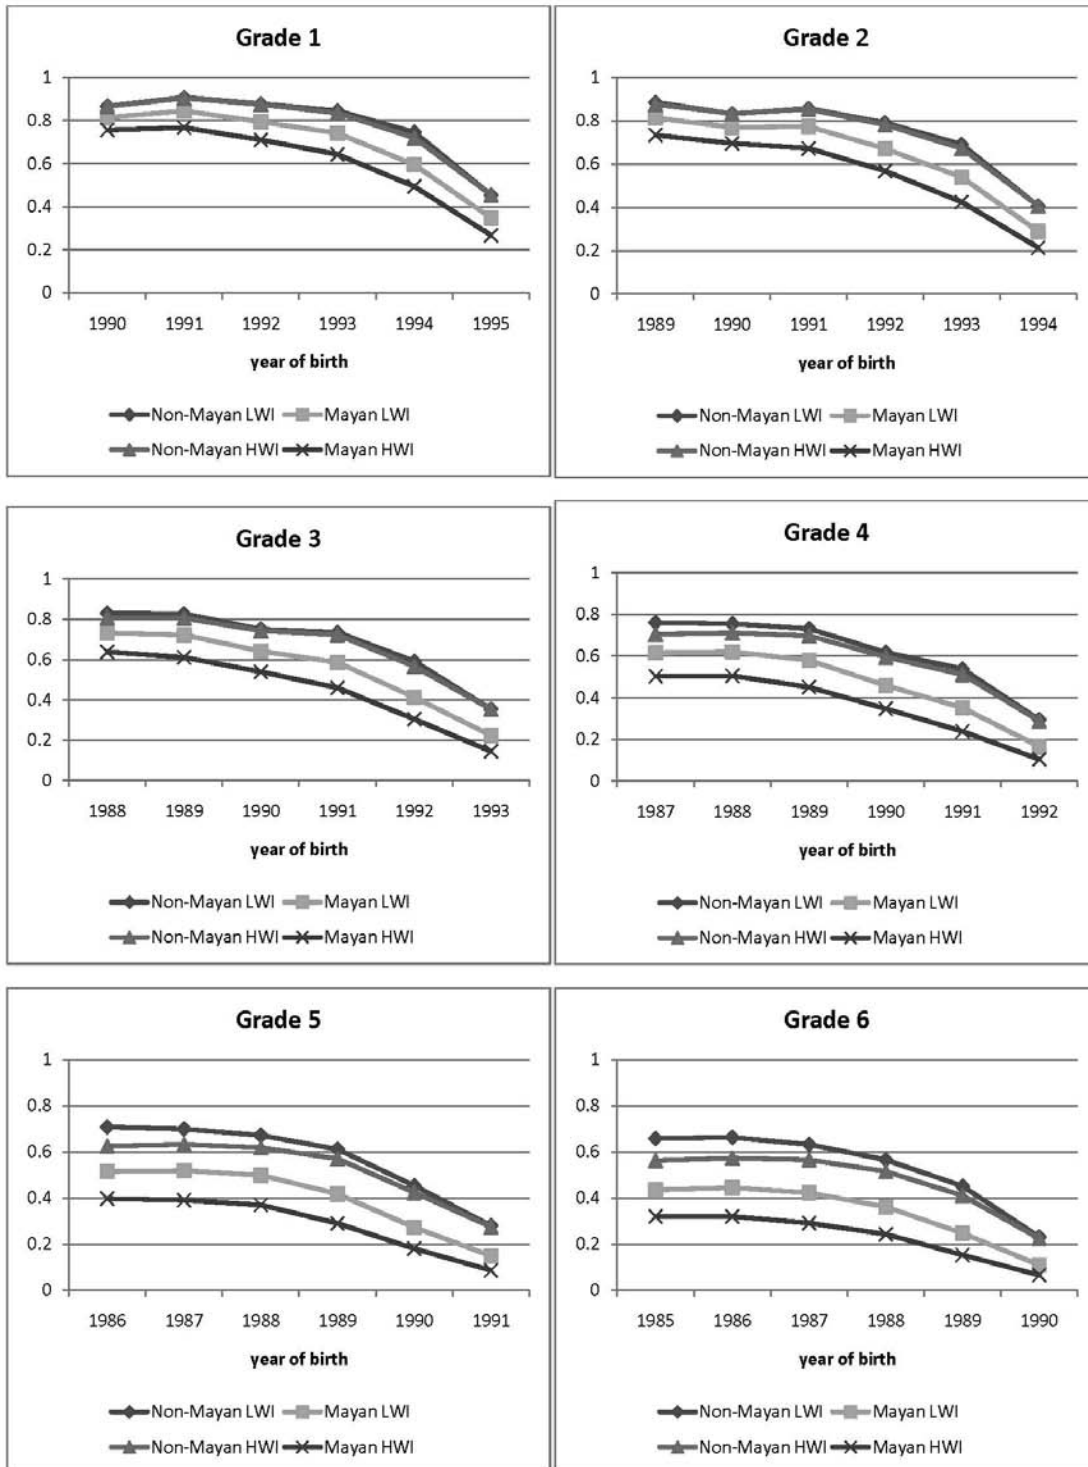 Grade 1
1
0.8
0.6
0.4
0.2
0
1990 1991 1992 1993 1994 1995
year of birth
Non-Mayan LWI Mayan LWI
Non-Mayan HWI Mayan HWI
Grade 2
1
0.8
0.6
0.4
0.2
0
1989 1990 1991 1992 1993 1994
year of birth
Non-Mayan LWI Mayan LWI
Non-Mayan HWI Mayan HWI
Grade 3
1
0.8
0.6
0.4
0.2
0
1988 1989 1990 1991 1992 1993
year of birth
Non-Mayan LWI Mayan LWI
Non-Mayan HWI Mayan HWI
Grade 4
1
0.8
0.6
0.4
0.2
0
1987 1988 1989 1990 1991 1992
year of birth
Non-Mayan LWI Mayan LWI
Non-Mayan HWI Mayan HWI
Grade 5
1
0.8
0.6
0.4
0.2
0
1986 1987 1988 1989 1990 1991
year of birth
Non-Mayan LWI Mayan LWI
Non-Mayan HWI Mayan HWI
Grade 6
1
0.8
0.6
0.4
0.2
0
1985 1986 1987 1988 1989 1990
year of birth
Non-Mayan LWI Mayan LWI
Non-Mayan HWI Mayan HWI